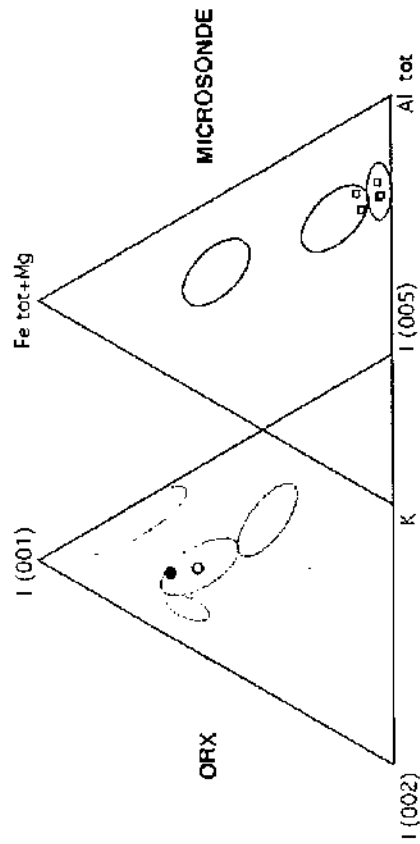 ORX
MICROSONDE
I (001)
Fe tot+Mg
I (002)
K
I (005)
Al tot